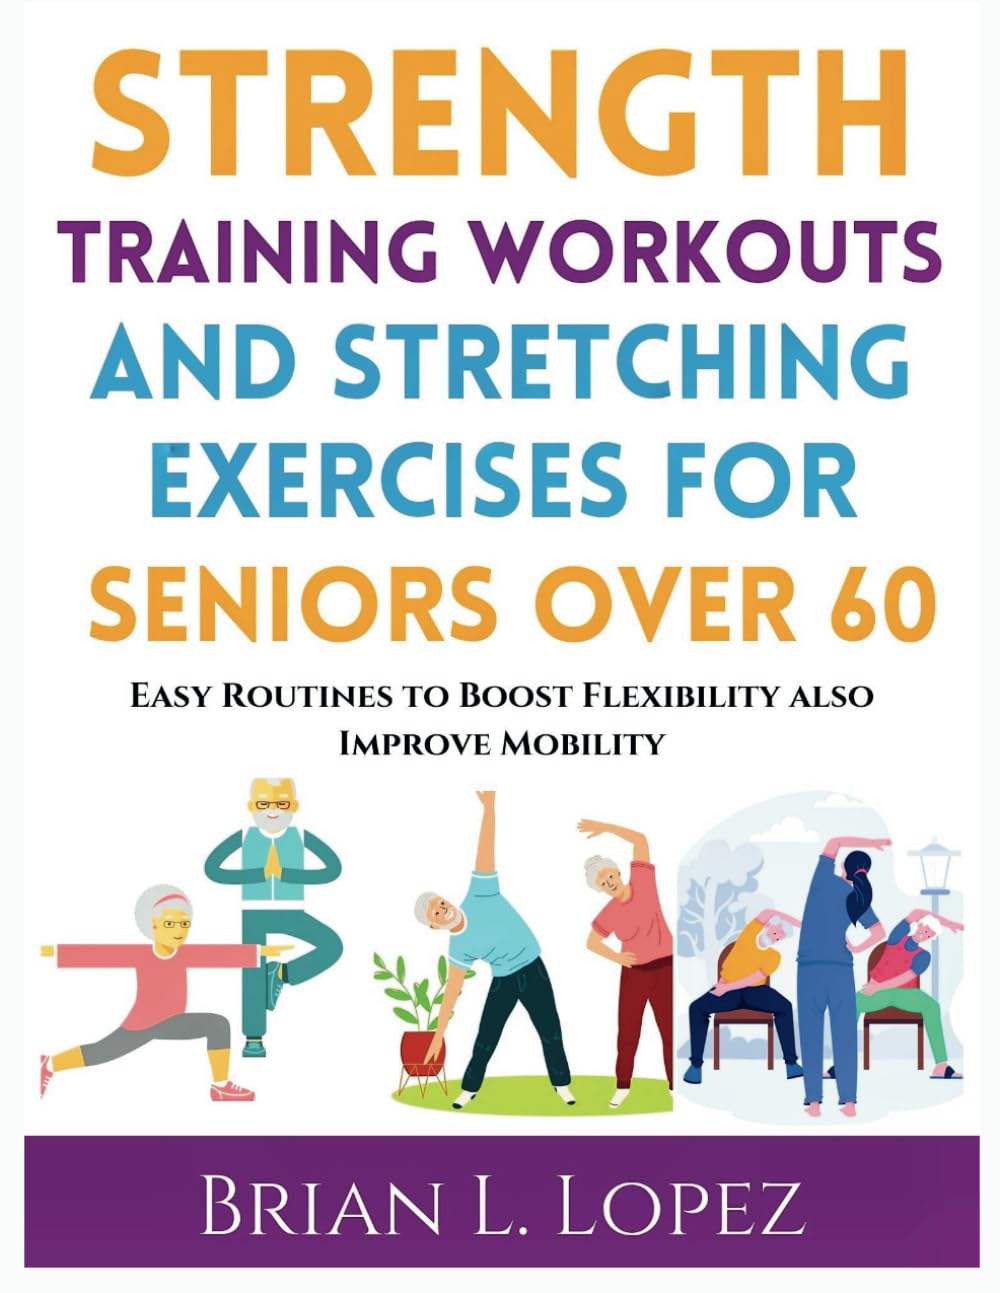 STRENGTH
TRAINING WORKOUTS
AND STRETCHING
EXERCISES FOR
SENIORS OVER 60
Easy Routines to Boost Flexibility also
Improve Mobility
Brian L. Lopez